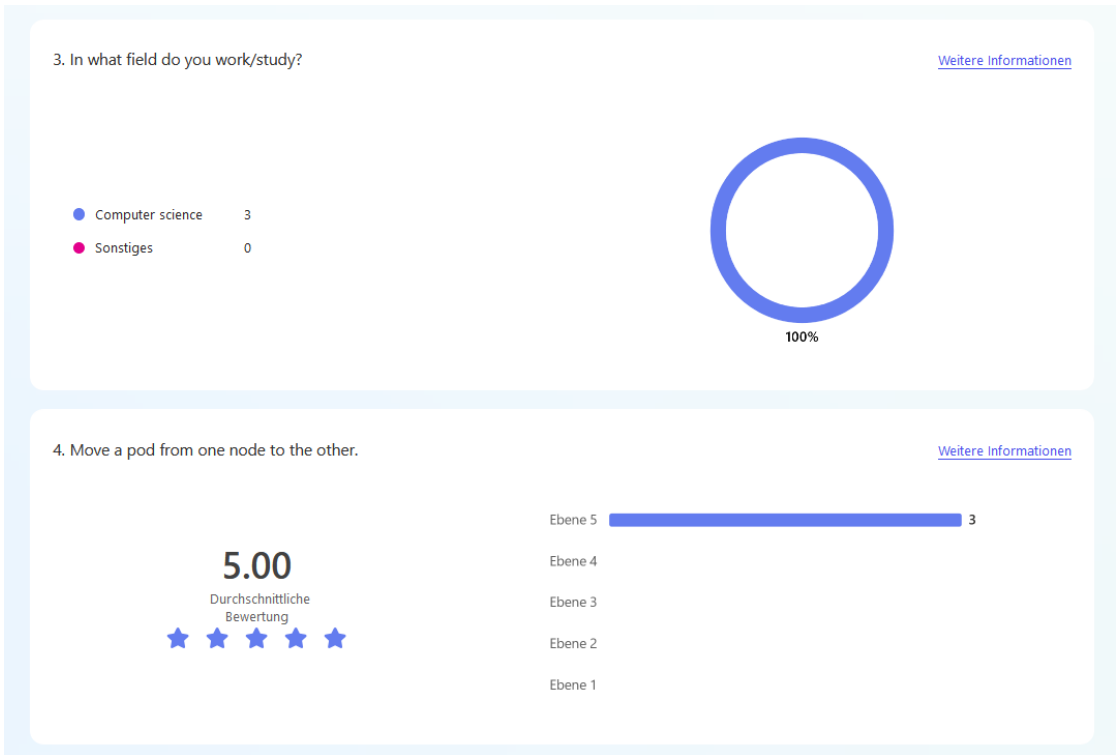 3. In what field do you work/study?
Weitere Informationen
Computer science 3
Sonstiges 0
100%
4. Move a pod from one node to the other.
Weitere Informationen
5.00
Durchschnittliche
Bewertung
Ebene 5 3
Ebene 4
Ebene 3
Ebene 2
Ebene 1